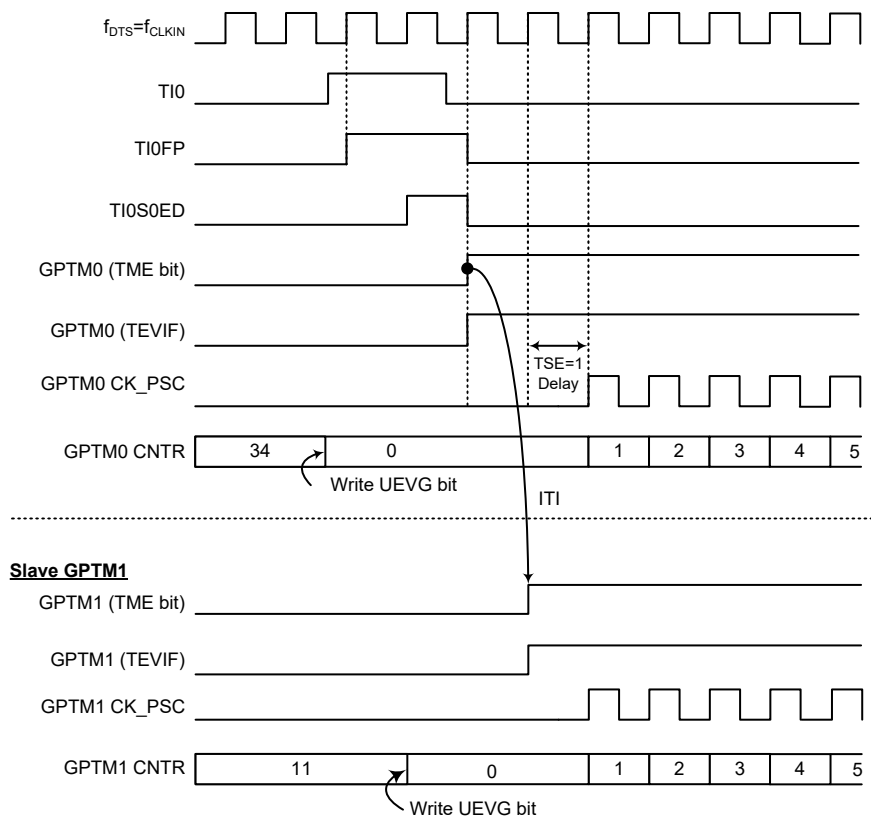 fDTS=fCLKIN
TI0
TI0FP
TI0S0ED
GPTM0 (TME bit)
GPTM0 (TEVIF)
TSE=1
Delay
GPTM0 CK_PSC
GPTM0 CNTR 34 0 1 2 3 4 5
Write UEVG bit
ITI
Slave GPTM1
GPTM1 (TME bit)
GPTM1 (TEVIF)
GPTM1 CK_PSC
GPTM1 CNTR 11 0 1 2 3 4 5
Write UEVG bit